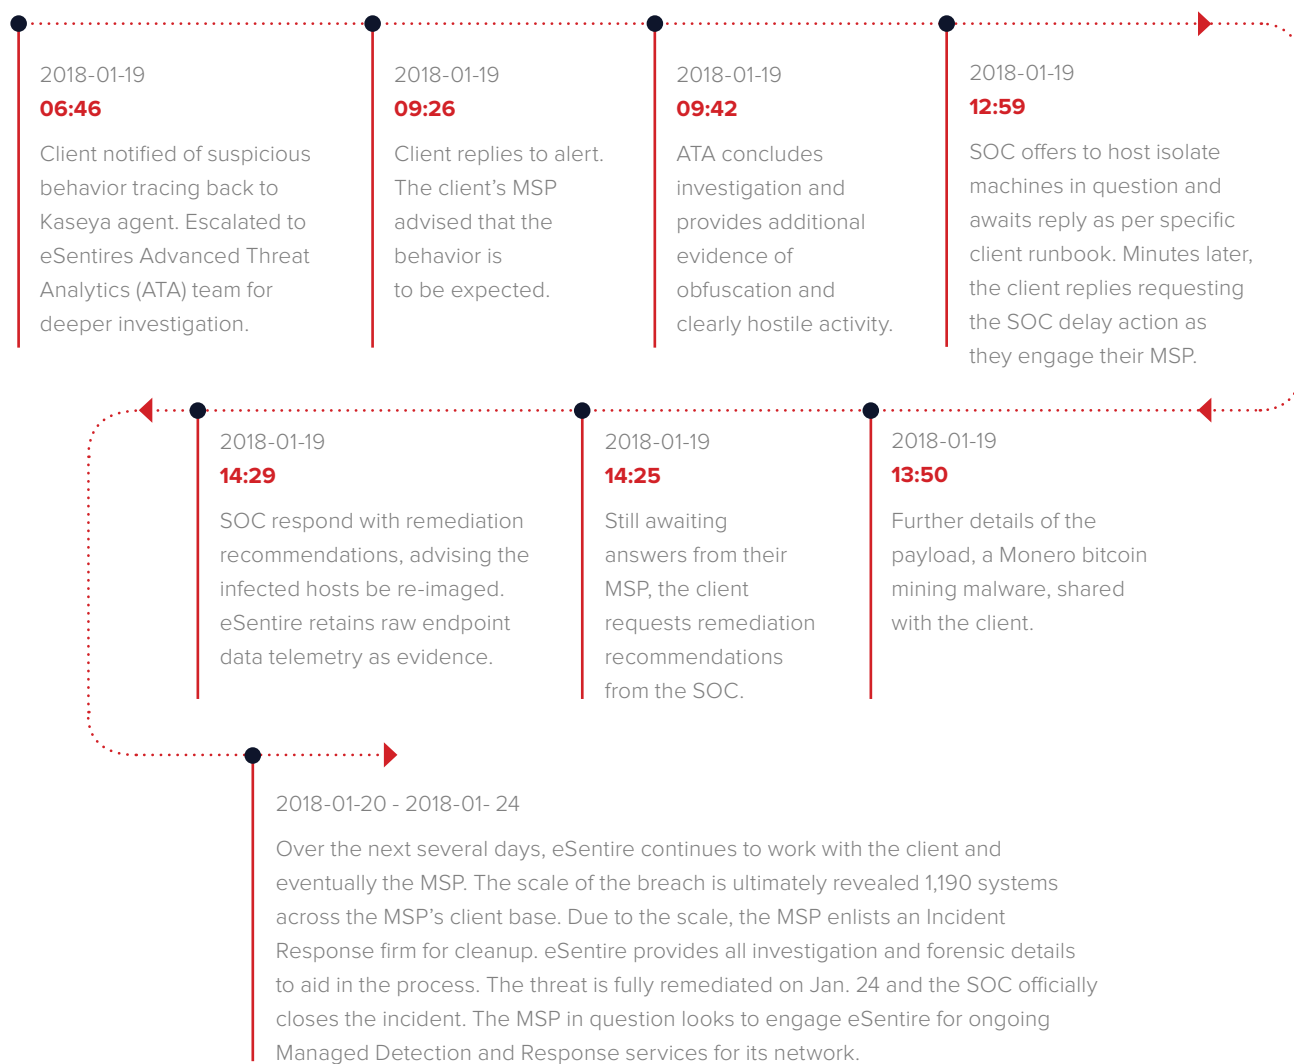 2018-01-19
06:46
Client notified of suspicious
behavior tracing back to
Kaseya agent. Escalated to
eSentires Advanced Threat
Analytics (ATA) team for
deeper investigation.
2018-01-19
09:26
Client replies to alert.
The client’s MSP
advised that the
behavior is
to be expected.
2018-01-19
09:42
ATA concludes
investigation and
provides additional
evidence of
obfuscation and
clearly hostile activity.
2018-01-19
12:59
SOC offers to host isolate
machines in question and
awaits reply as per specific
client runbook. Minutes later,
the client replies requesting
the SOC delay action as
they engage their MSP.
2018-01-19
13:50
Further details of the
payload, a Monero bitcoin
mining malware, shared
with the client.
2018-01-19
14:25
Still awaiting
answers from their
MSP, the client
requests remediation
recommendations
from the SOC.
2018-01-19
14:29
SOC respond with remediation
recommendations, advising the
infected hosts be re-imaged.
eSentire retains raw endpoint
data telemetry as evidence.
2018-01-20 - 2018-01- 24
Over the next several days, eSentire continues to work with the client and
eventually the MSP. The scale of the breach is ultimately revealed 1,190 systems
across the MSP’s client base. Due to the scale, the MSP enlists an Incident
Response firm for cleanup. eSentire provides all investigation and forensic details
to aid in the process. The threat is fully remediated on Jan. 24 and the SOC officially
closes the incident. The MSP in question looks to engage eSentire for ongoing
Managed Detection and Response services for its network.